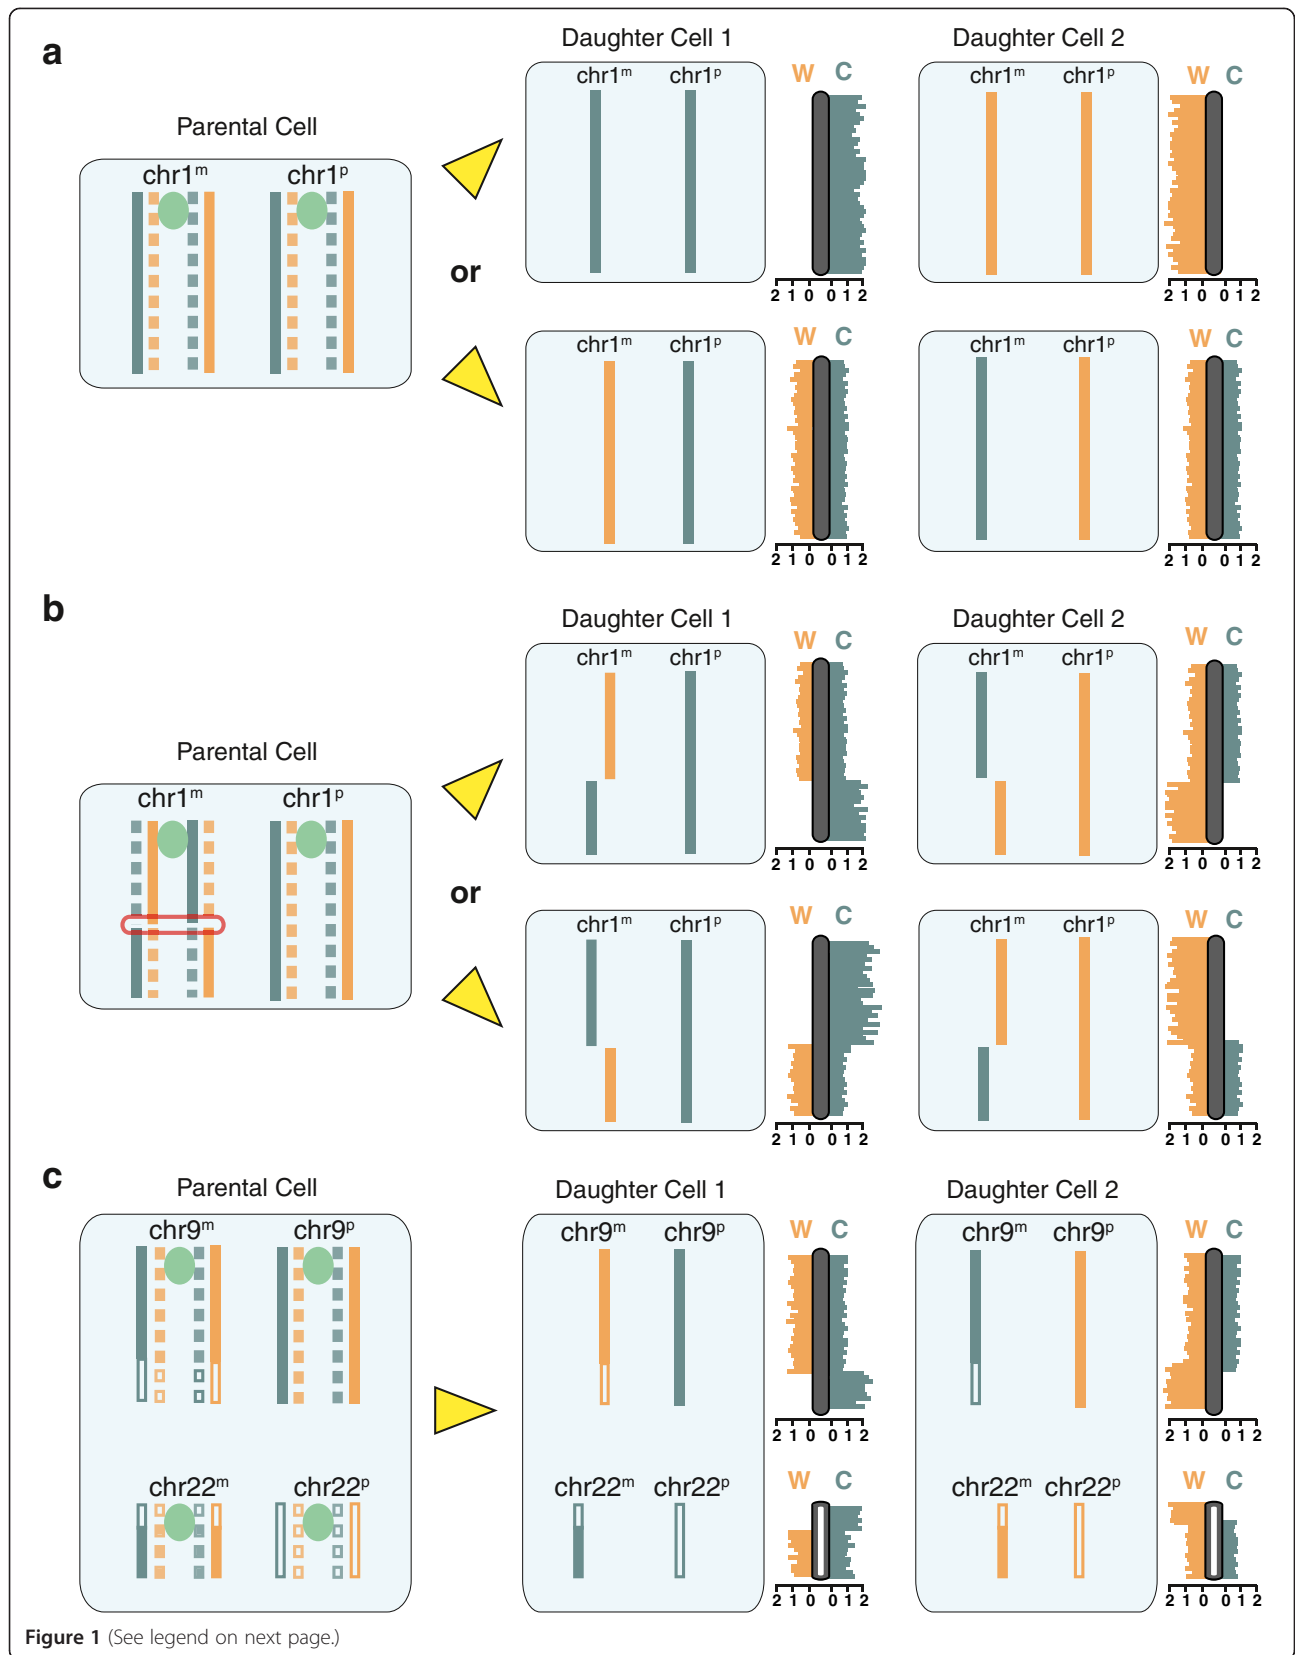 a
Daughter Cell 1
Daughter Cell 2
Parental Cell
chr1m
chr1p
or
chr1m
chr1p
W C
2 1 0 0 1 2
chr1m
chr1p
W C
2 1 0 0 1 2
chr1m
chr1p
W C
2 1 0 0 1 2
chr1m
chr1p
W C
2 1 0 0 1 2
b
Daughter Cell 1
Daughter Cell 2
Parental Cell
chr1m
chr1p
or
chr1m
chr1p
W C
2 1 0 0 1 2
chr1m
chr1p
W C
2 1 0 0 1 2
chr1m
chr1p
W C
2 1 0 0 1 2
chr1m
chr1p
W C
2 1 0 0 1 2
c
Parental Cell
Daughter Cell 1
Daughter Cell 2
chr9m
chr9p
chr22m
chr22p
chr9m
chr9p
W C
2 1 0 0 1 2
chr22m
chr22p
W C
2 1 0 0 1 2
chr9m
chr9p
W C
2 1 0 0 1 2
chr22m
chr22p
W C
2 1 0 0 1 2
Figure 1 (See legend on next page.)